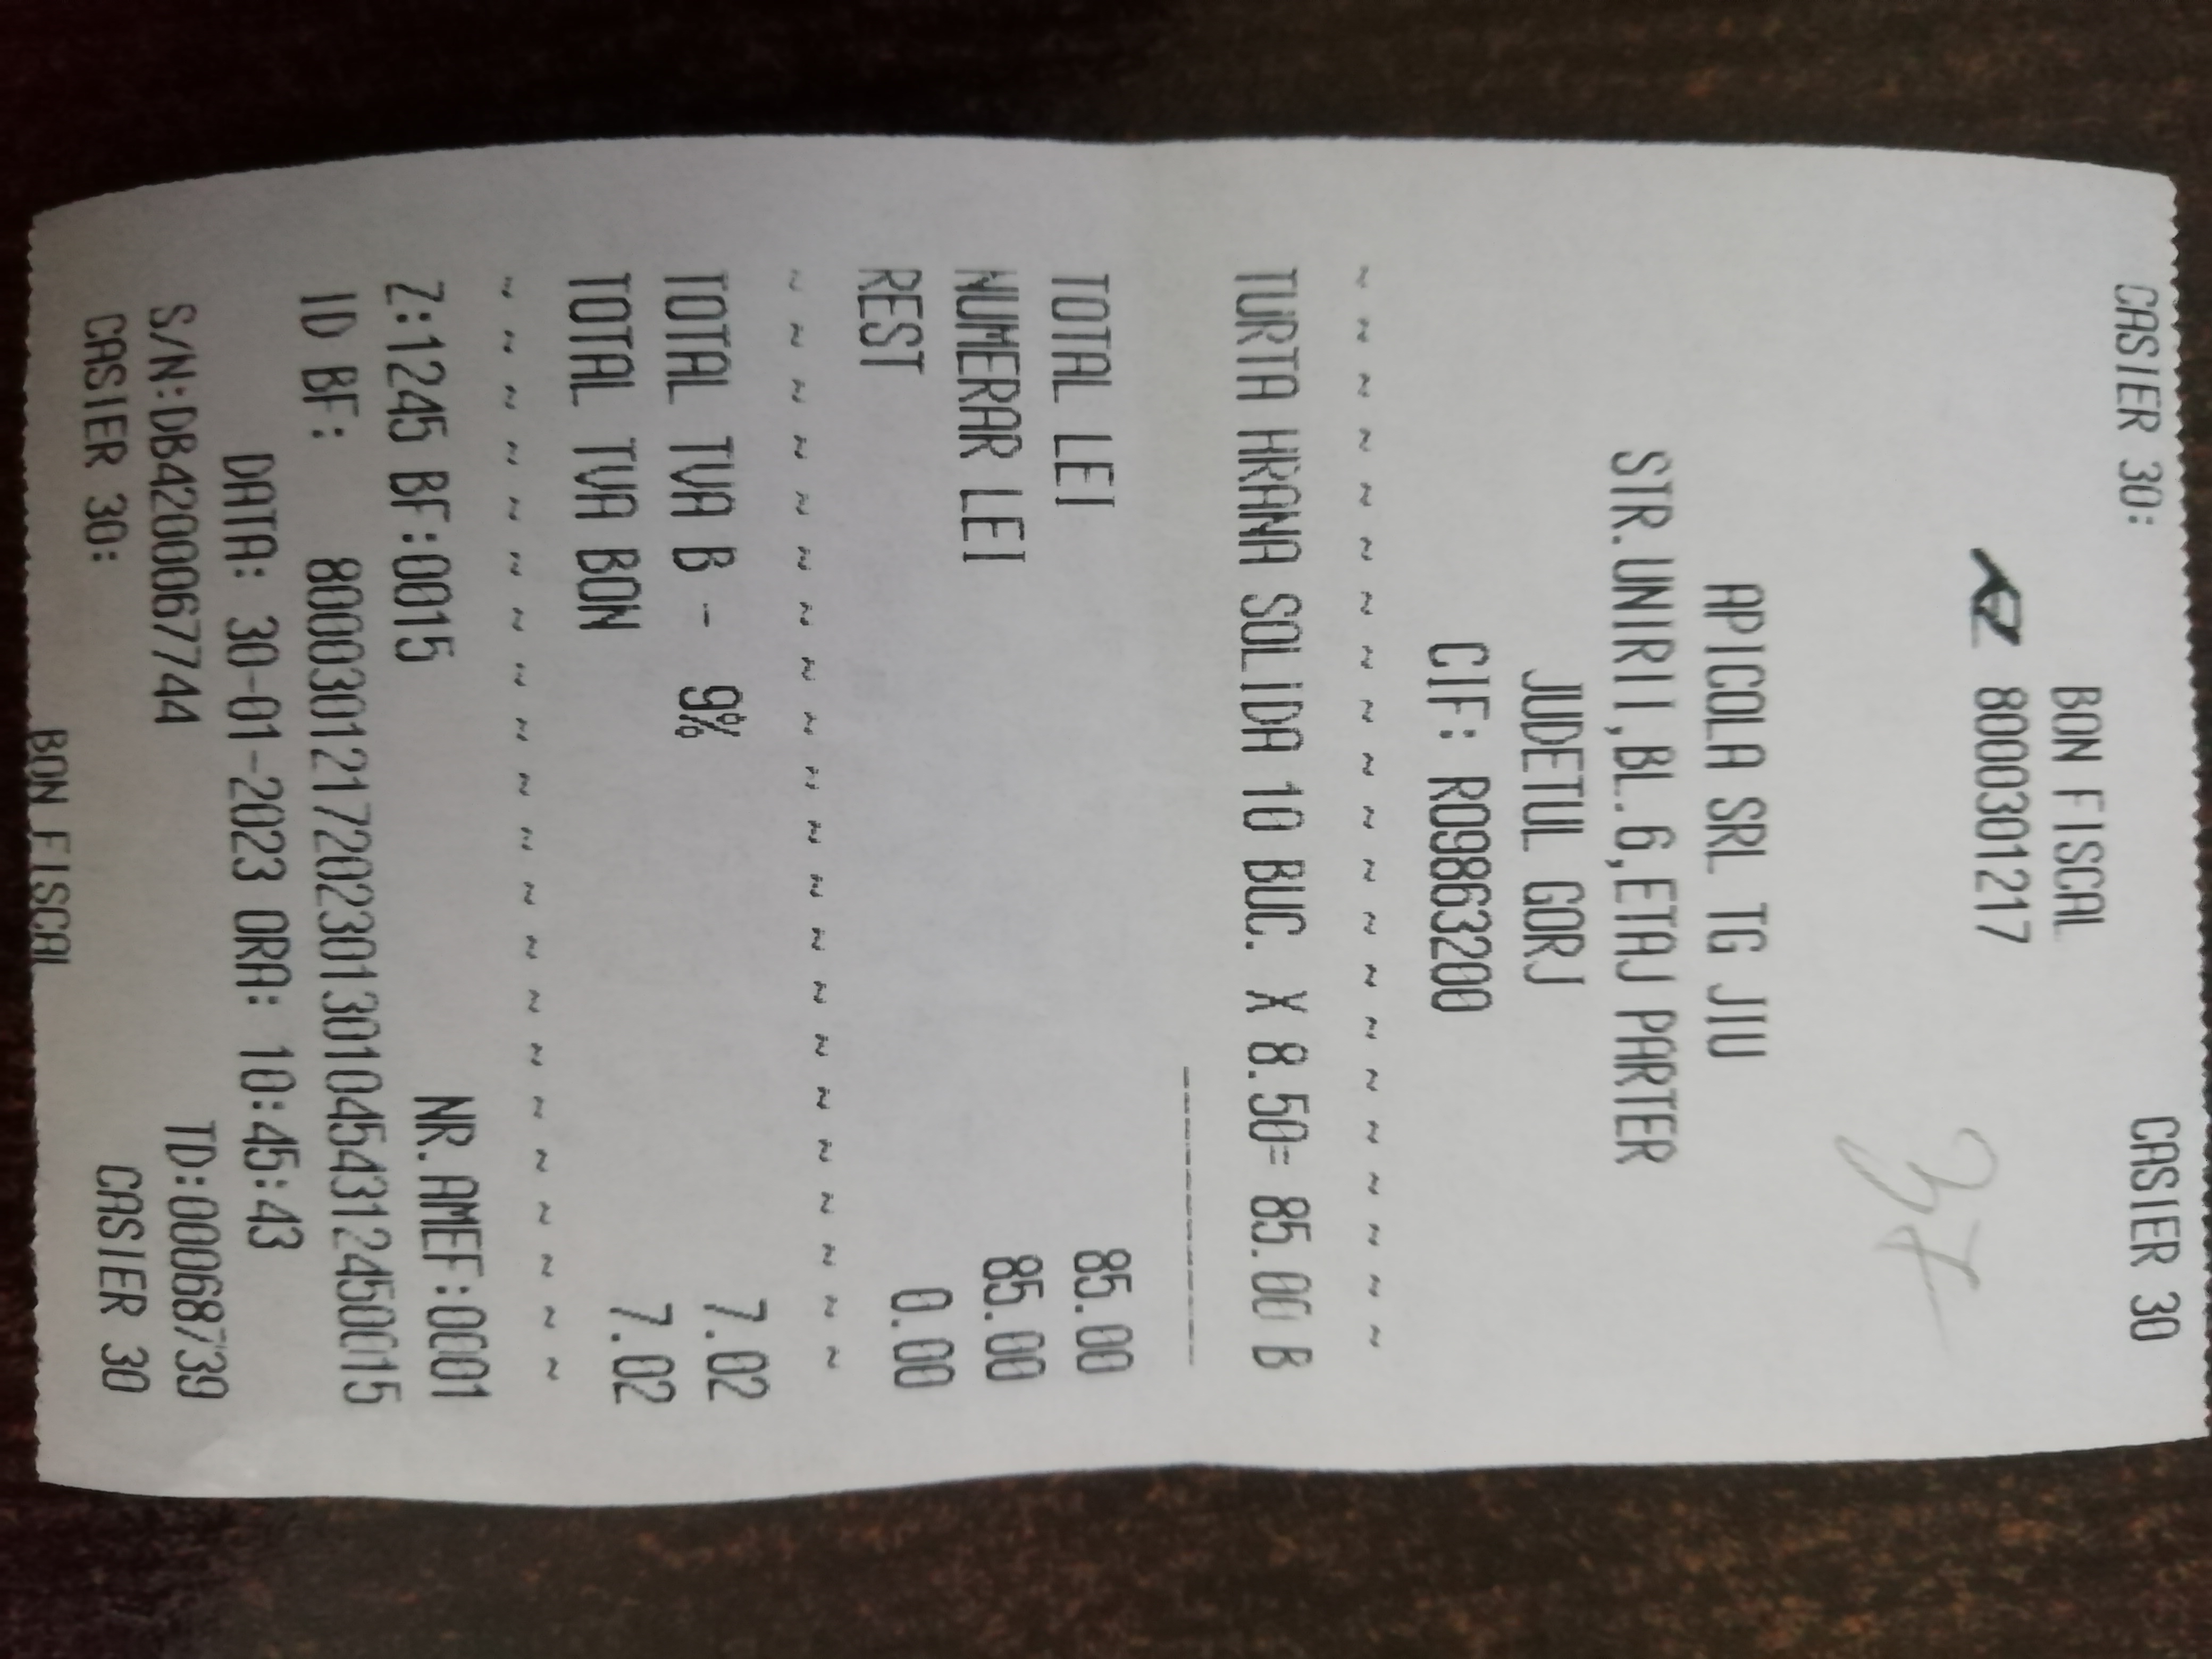 CASIER 30: CASIER 30
BON FISCAL
8000301217
37
APICOLA SRL TG JIU
STR.UNIRII,BL.6,ETAJ PARTER
JUDETUL GORJ
CIF: RO9863200
~ ~ ~ ~ ~ ~ ~ ~ ~ ~ ~ ~ ~ ~ ~ ~ ~ ~ ~ ~
TURTA HRANA SOLIDA 10 BUC. X 8.50= 85.00 B
----------
TOTAL LEI 85.00
NUMERAR LEI 85.00
REST 0.00
~ ~ ~ ~ ~ ~ ~ ~ ~ ~ ~ ~ ~ ~ ~ ~ ~ ~ ~ ~
TOTAL TVA B - 9% 7.02
TOTAL TVA BON 7.02
~ ~ ~ ~ ~ ~ ~ ~ ~ ~ ~ ~ ~ ~ ~ ~ ~ ~ ~ ~
Z:1245 BF:0015 NR.AMEF:0001
ID BF: 80003012172023013010454312450015
DATA: 30-01-2023 ORA: 10:45:43
S/N:DB4200067744 TD:000687739
CASIER 30: CASIER 30
BON FISCAL